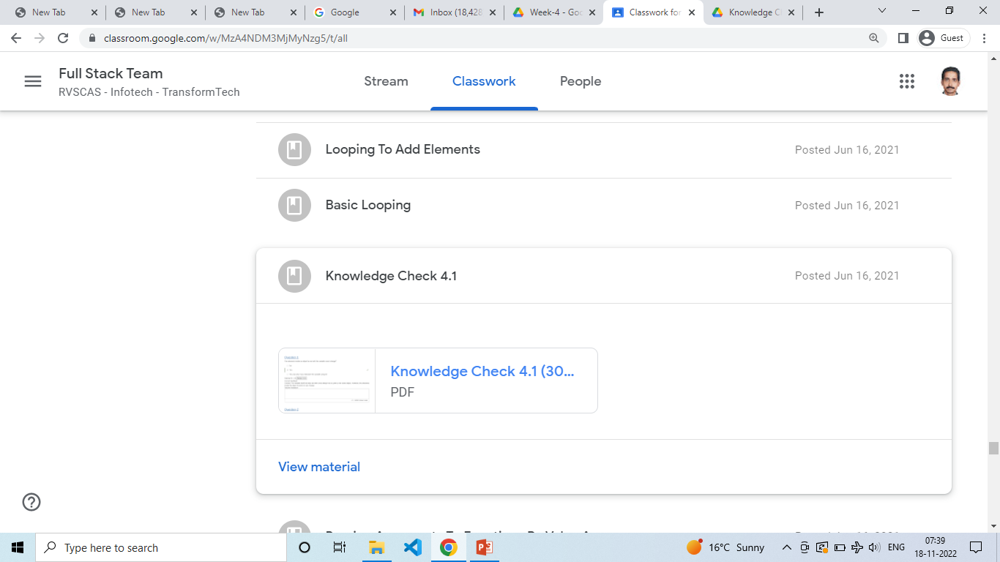 New Tab
New Tab
New Tab
Google
Inbox (18,428
Week-4 - Goo
Classwork for
Knowledge Ch
classroom.google.com/w/MzA4NDM3MjMyNzg5/t/all
Guest
Full Stack Team
RVSCAS - Infotech - TransformTech
Stream
Classwork
People
Looping To Add Elements
Posted Jun 16, 2021
Basic Looping
Posted Jun 16, 2021
Knowledge Check 4.1
Posted Jun 16, 2021
Knowledge Check 4.1 (30...
PDF
View material
Type here to search
16°C Sunny
ENG
07:39
18-11-2022